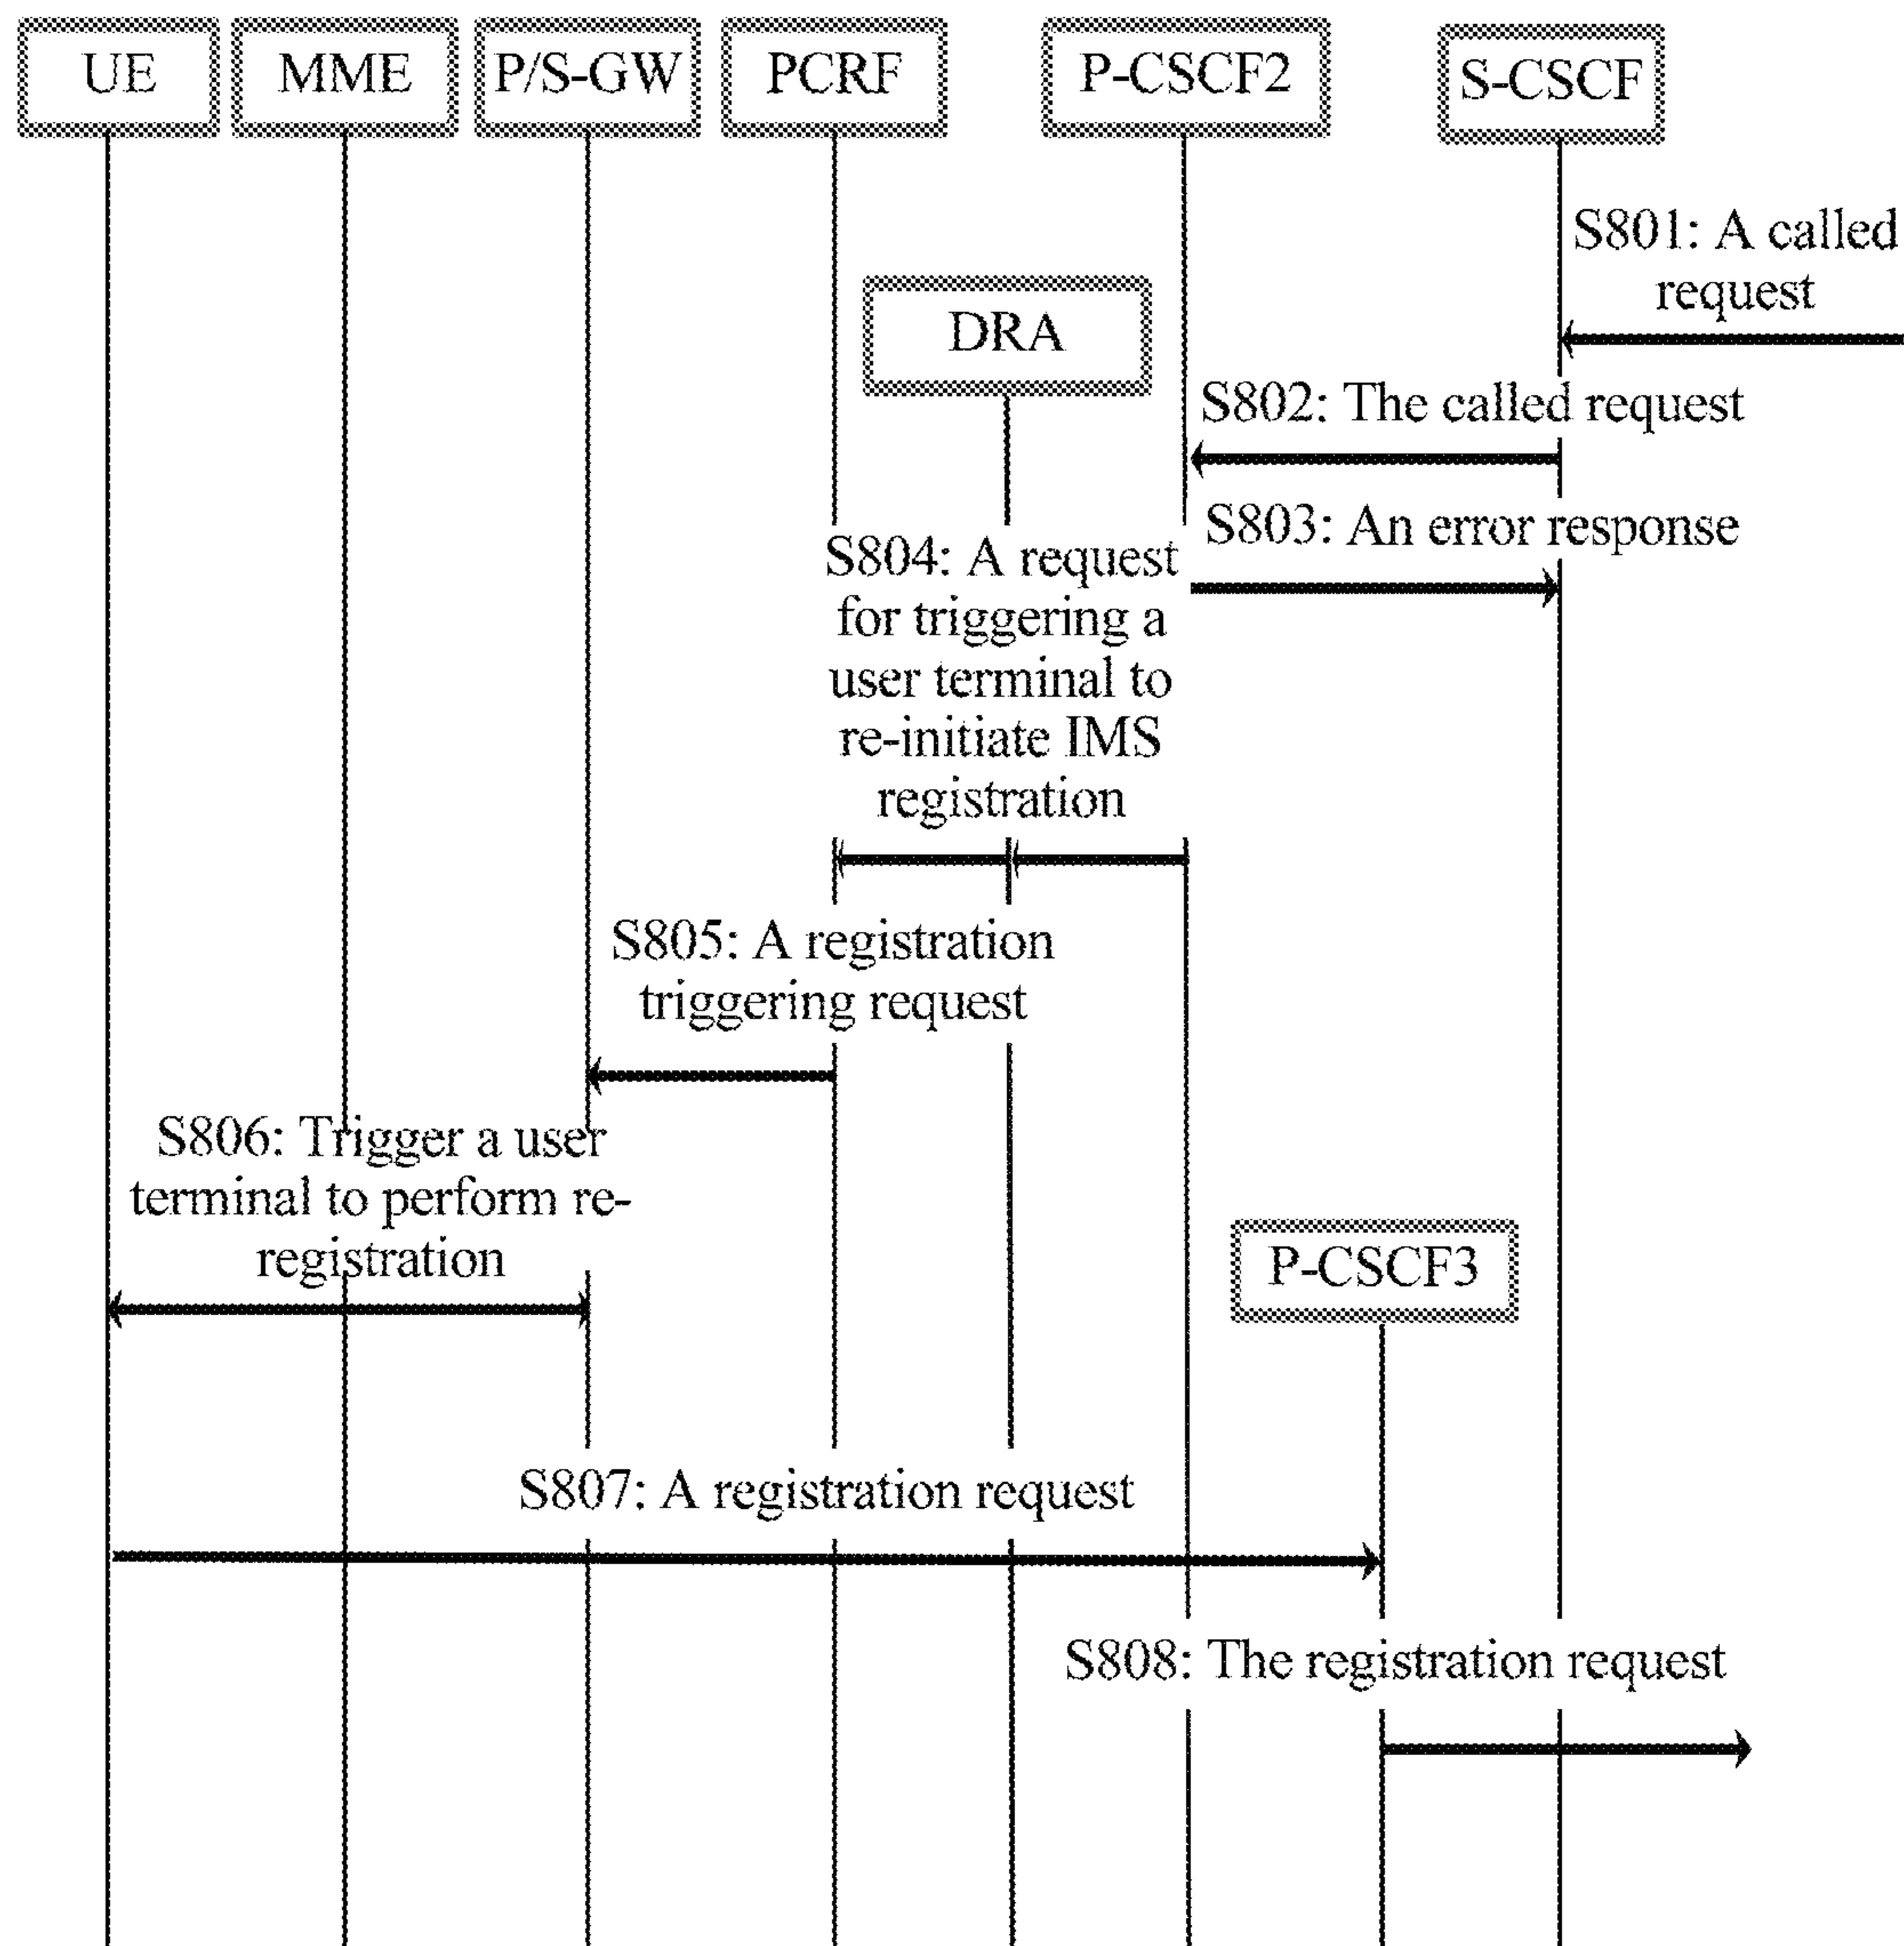 UE
MME
P/S-GW
PCRF
P-CSCF2
S-CSCF
S801: A called
request
DRA
S802: The called request
S803: An error response
S804: A request
for triggering a
user terminal to
re-initiate IMS
registration
S805: A registration
triggering request
S806: Trigger a user
terminal to perform re-
registration
P-CSCF3
S807: A registration request
S808: The registration request